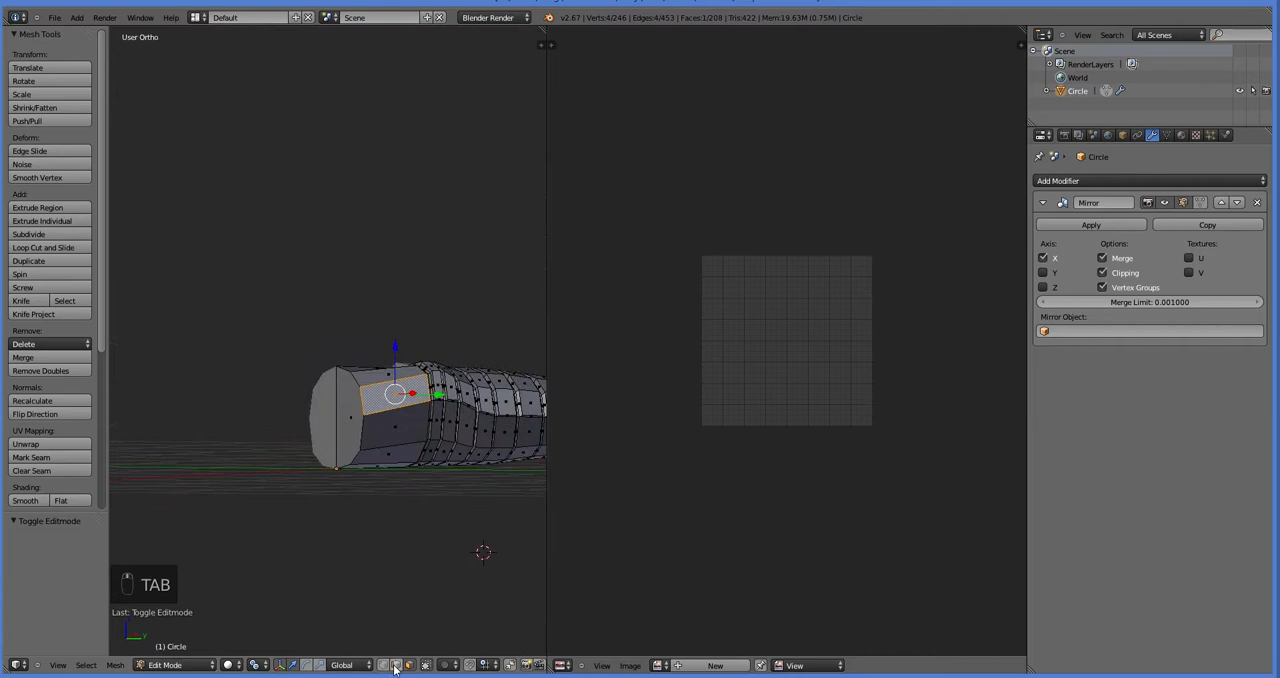 File Add Render Window Help Default Scene Blender Render v2.67 | Verts:4/246 | Edges:4/453 | Faces:1/208 | Tris:422 | Mem:19.63M (0.75M) | Circle
Mesh Tools
Transform:
Translate
Rotate
Scale
Shrink/Fatten
Push/Pull
Deform:
Edge Slide
Noise
Smooth Vertex
Add:
Extrude Region
Extrude Individual
Subdivide
Loop Cut and Slide
Duplicate
Spin
Screw
Knife Select
Knife Project
Remove:
Delete
Merge
Remove Doubles
Normals:
Recalculate
Flip Direction
UV Mapping:
Unwrap
Mark Seam
Clear Seam
Shading:
Smooth Flat
Toggle Editmode
User Ortho
TAB
Last: Toggle Editmode
z
y
(1) Circle
View Select Mesh Edit Mode Global
View Image New View
View Search All Scenes
Scene
RenderLayers
World
Circle
Circle
Add Modifier
Mirror
Apply Copy
Axis: Options: Textures:
X Merge U
Y Clipping V
Z Vertex Groups
Merge Limit: 0.001000
Mirror Object: